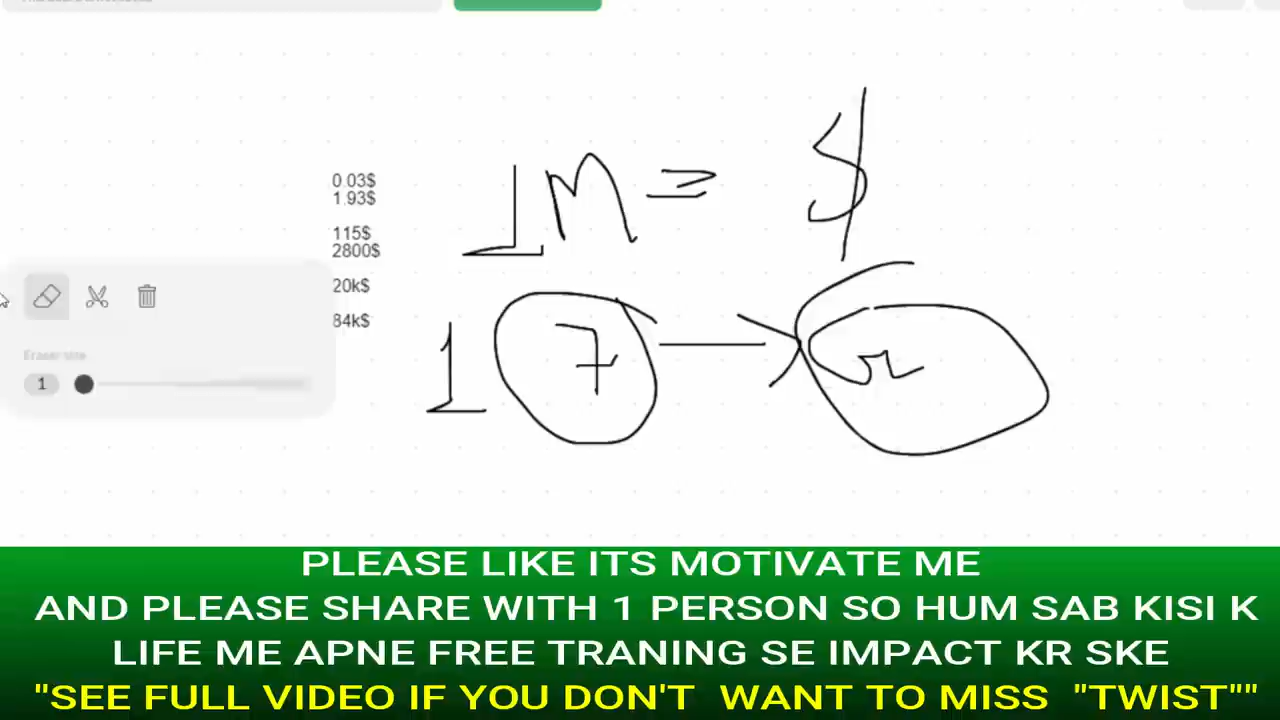 0.03$
1.93$
115$
2800$
20k$
84k$
1M = $
1 7
Eraser size
1
PLEASE LIKE ITS MOTIVATE ME
AND PLEASE SHARE WITH 1 PERSON SO HUM SAB KISI K
LIFE ME APNE FREE TRANING SE IMPACT KR SKE
"SEE FULL VIDEO IF YOU DON'T WANT TO MISS "TWIST""